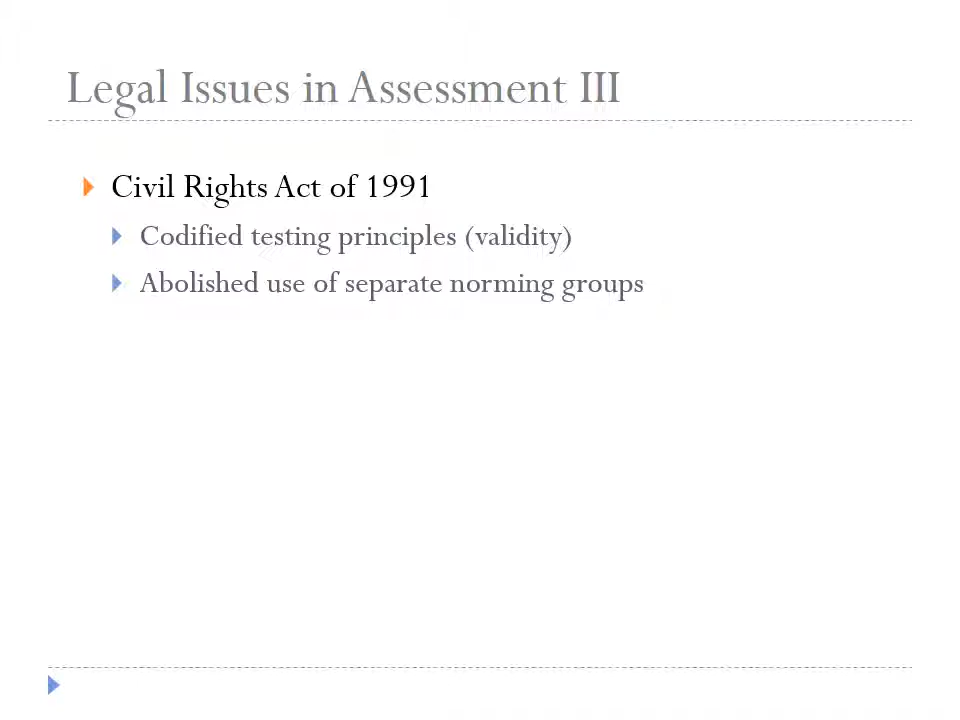 Legal Issues in Assessment III
Civil Rights Act of 1991
Codified testing principles (validity)
Abolished use of separate norming groups